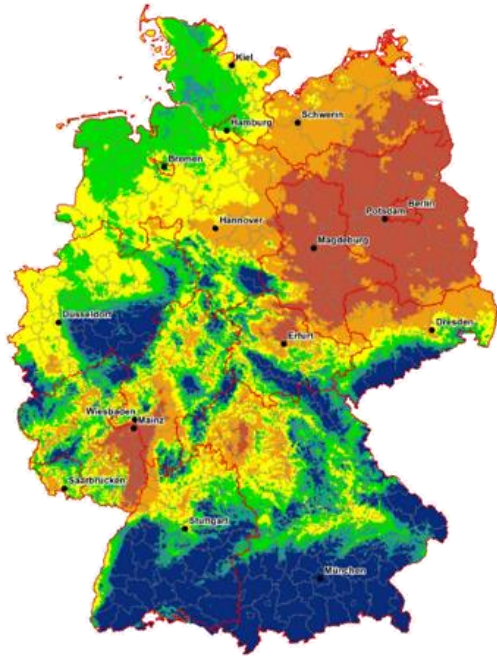 Kiel
Schwerin
Hamburg
Bremen
Berlin
Potsdam
Hannover
Magdeburg
Düsseldorf
Dresden
Erfurt
Wiesbaden
Mainz
Saarbrücken
Stuttgart
München